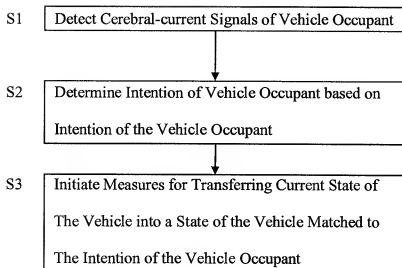 S1 Detect Cerebral-current Signals of Vehicle Occupant
S2 Determine Intention of Vehicle Occupant based on
Intention of the Vehicle Occupant
S3 Initiate Measures for Transferring Current State of
The Vehicle into a State of the Vehicle Matched to
The Intention of the Vehicle Occupant